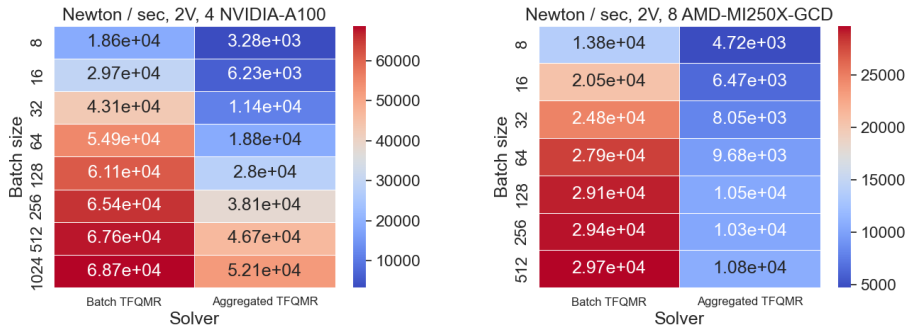 Newton / sec, 2V, 4 NVIDIA-A100
Batch size
8 1.86e+04 3.28e+03
16 2.97e+04 6.23e+03
32 4.31e+04 1.14e+04
64 5.49e+04 1.88e+04
128 6.11e+04 2.8e+04
256 6.54e+04 3.81e+04
512 6.76e+04 4.67e+04
1024 6.87e+04 5.21e+04
Batch TFQMR Aggregated TFQMR
Solver
60000
50000
40000
30000
20000
10000
Newton / sec, 2V, 8 AMD-MI250X-GCD
Batch size
8 1.38e+04 4.72e+03
16 2.05e+04 6.47e+03
32 2.48e+04 8.05e+03
64 2.79e+04 9.68e+03
128 2.91e+04 1.05e+04
256 2.94e+04 1.03e+04
512 2.97e+04 1.08e+04
Batch TFQMR Aggregated TFQMR
Solver
25000
20000
15000
10000
5000